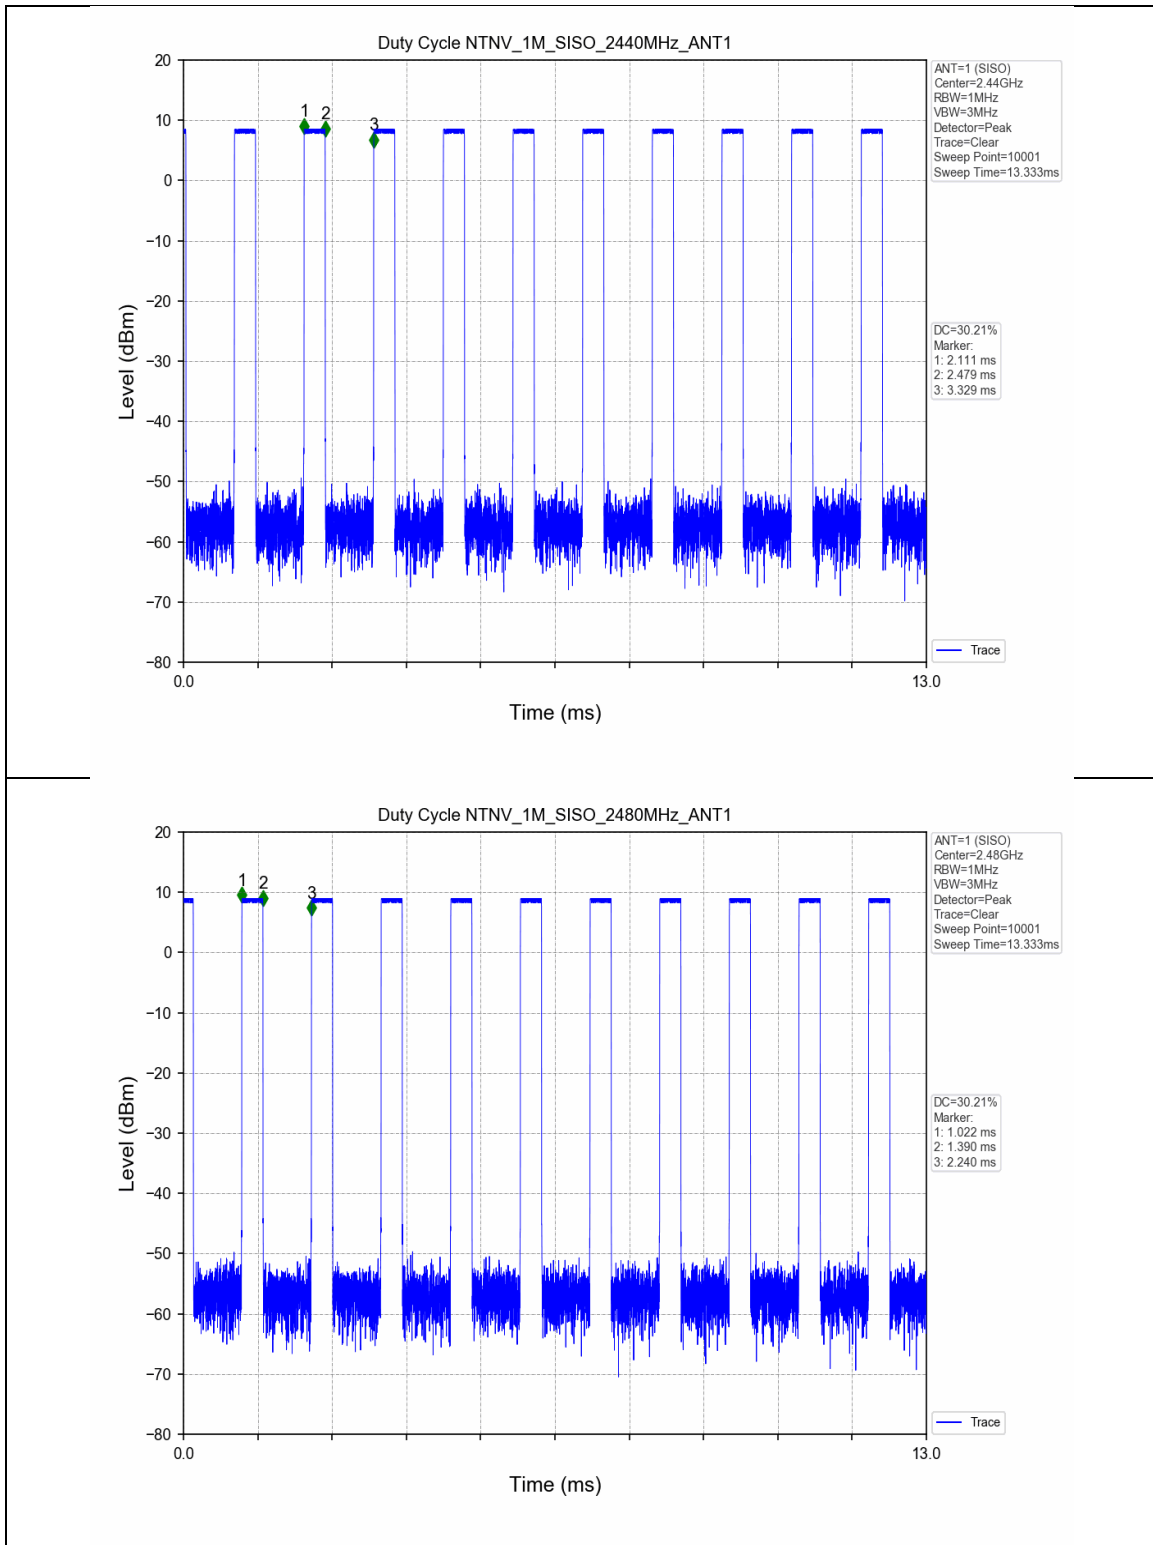 Duty Cycle NTNV_1M_SISO_2440MHz_ANT1
20
10
0
−10
−20
−30
−40
−50
−60
−70
−80
Level (dBm)
1
2
3
0.0
13.0
Time (ms)
ANT=1 (SISO)
Center=2.44GHz
RBW=1MHz
VBW=3MHz
Detector=Peak
Trace=Clear
Sweep Point=10001
Sweep Time=13.333ms
DC=30.21%
Marker:
1: 2.111 ms
2: 2.479 ms
3: 3.329 ms
Trace
Duty Cycle NTNV_1M_SISO_2480MHz_ANT1
20
10
0
−10
−20
−30
−40
−50
−60
−70
−80
Level (dBm)
1
2
3
0.0
13.0
Time (ms)
ANT=1 (SISO)
Center=2.48GHz
RBW=1MHz
VBW=3MHz
Detector=Peak
Trace=Clear
Sweep Point=10001
Sweep Time=13.333ms
DC=30.21%
Marker:
1: 1.022 ms
2: 1.390 ms
3: 2.240 ms
Trace